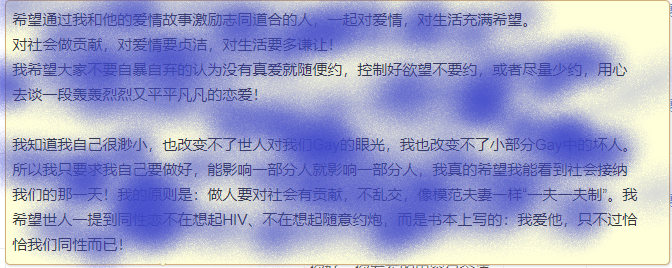 希望通过我和他的爱情故事激励志同道合的人，一起对爱情，对生活充满希望。
对社会做贡献，对爱情要贞洁，对生活要多谦让！
我希望大家不要自暴自弃的认为没有真爱就随便约，控制好欲望不要约，或者尽量少约，用心
去谈一段轰轰烈烈又平平凡凡的恋爱！
我知道我自己很渺小，也改变不了世人对我们Gay的眼光，我也改变不了小部分Gay中的坏人。
所以我只要求我自己要做好，能影响一部分人就影响一部分人，我真的希望我能看到社会接纳
我们的那一天！我的原则是：做人要对社会有贡献，不乱交，像模范夫妻一样“一夫一夫制”。我
希望世人一提到同性恋不在想起HIV、不在想起随意约炮，而是书本上写的：我爱他，只不过恰
恰我们同性而已！